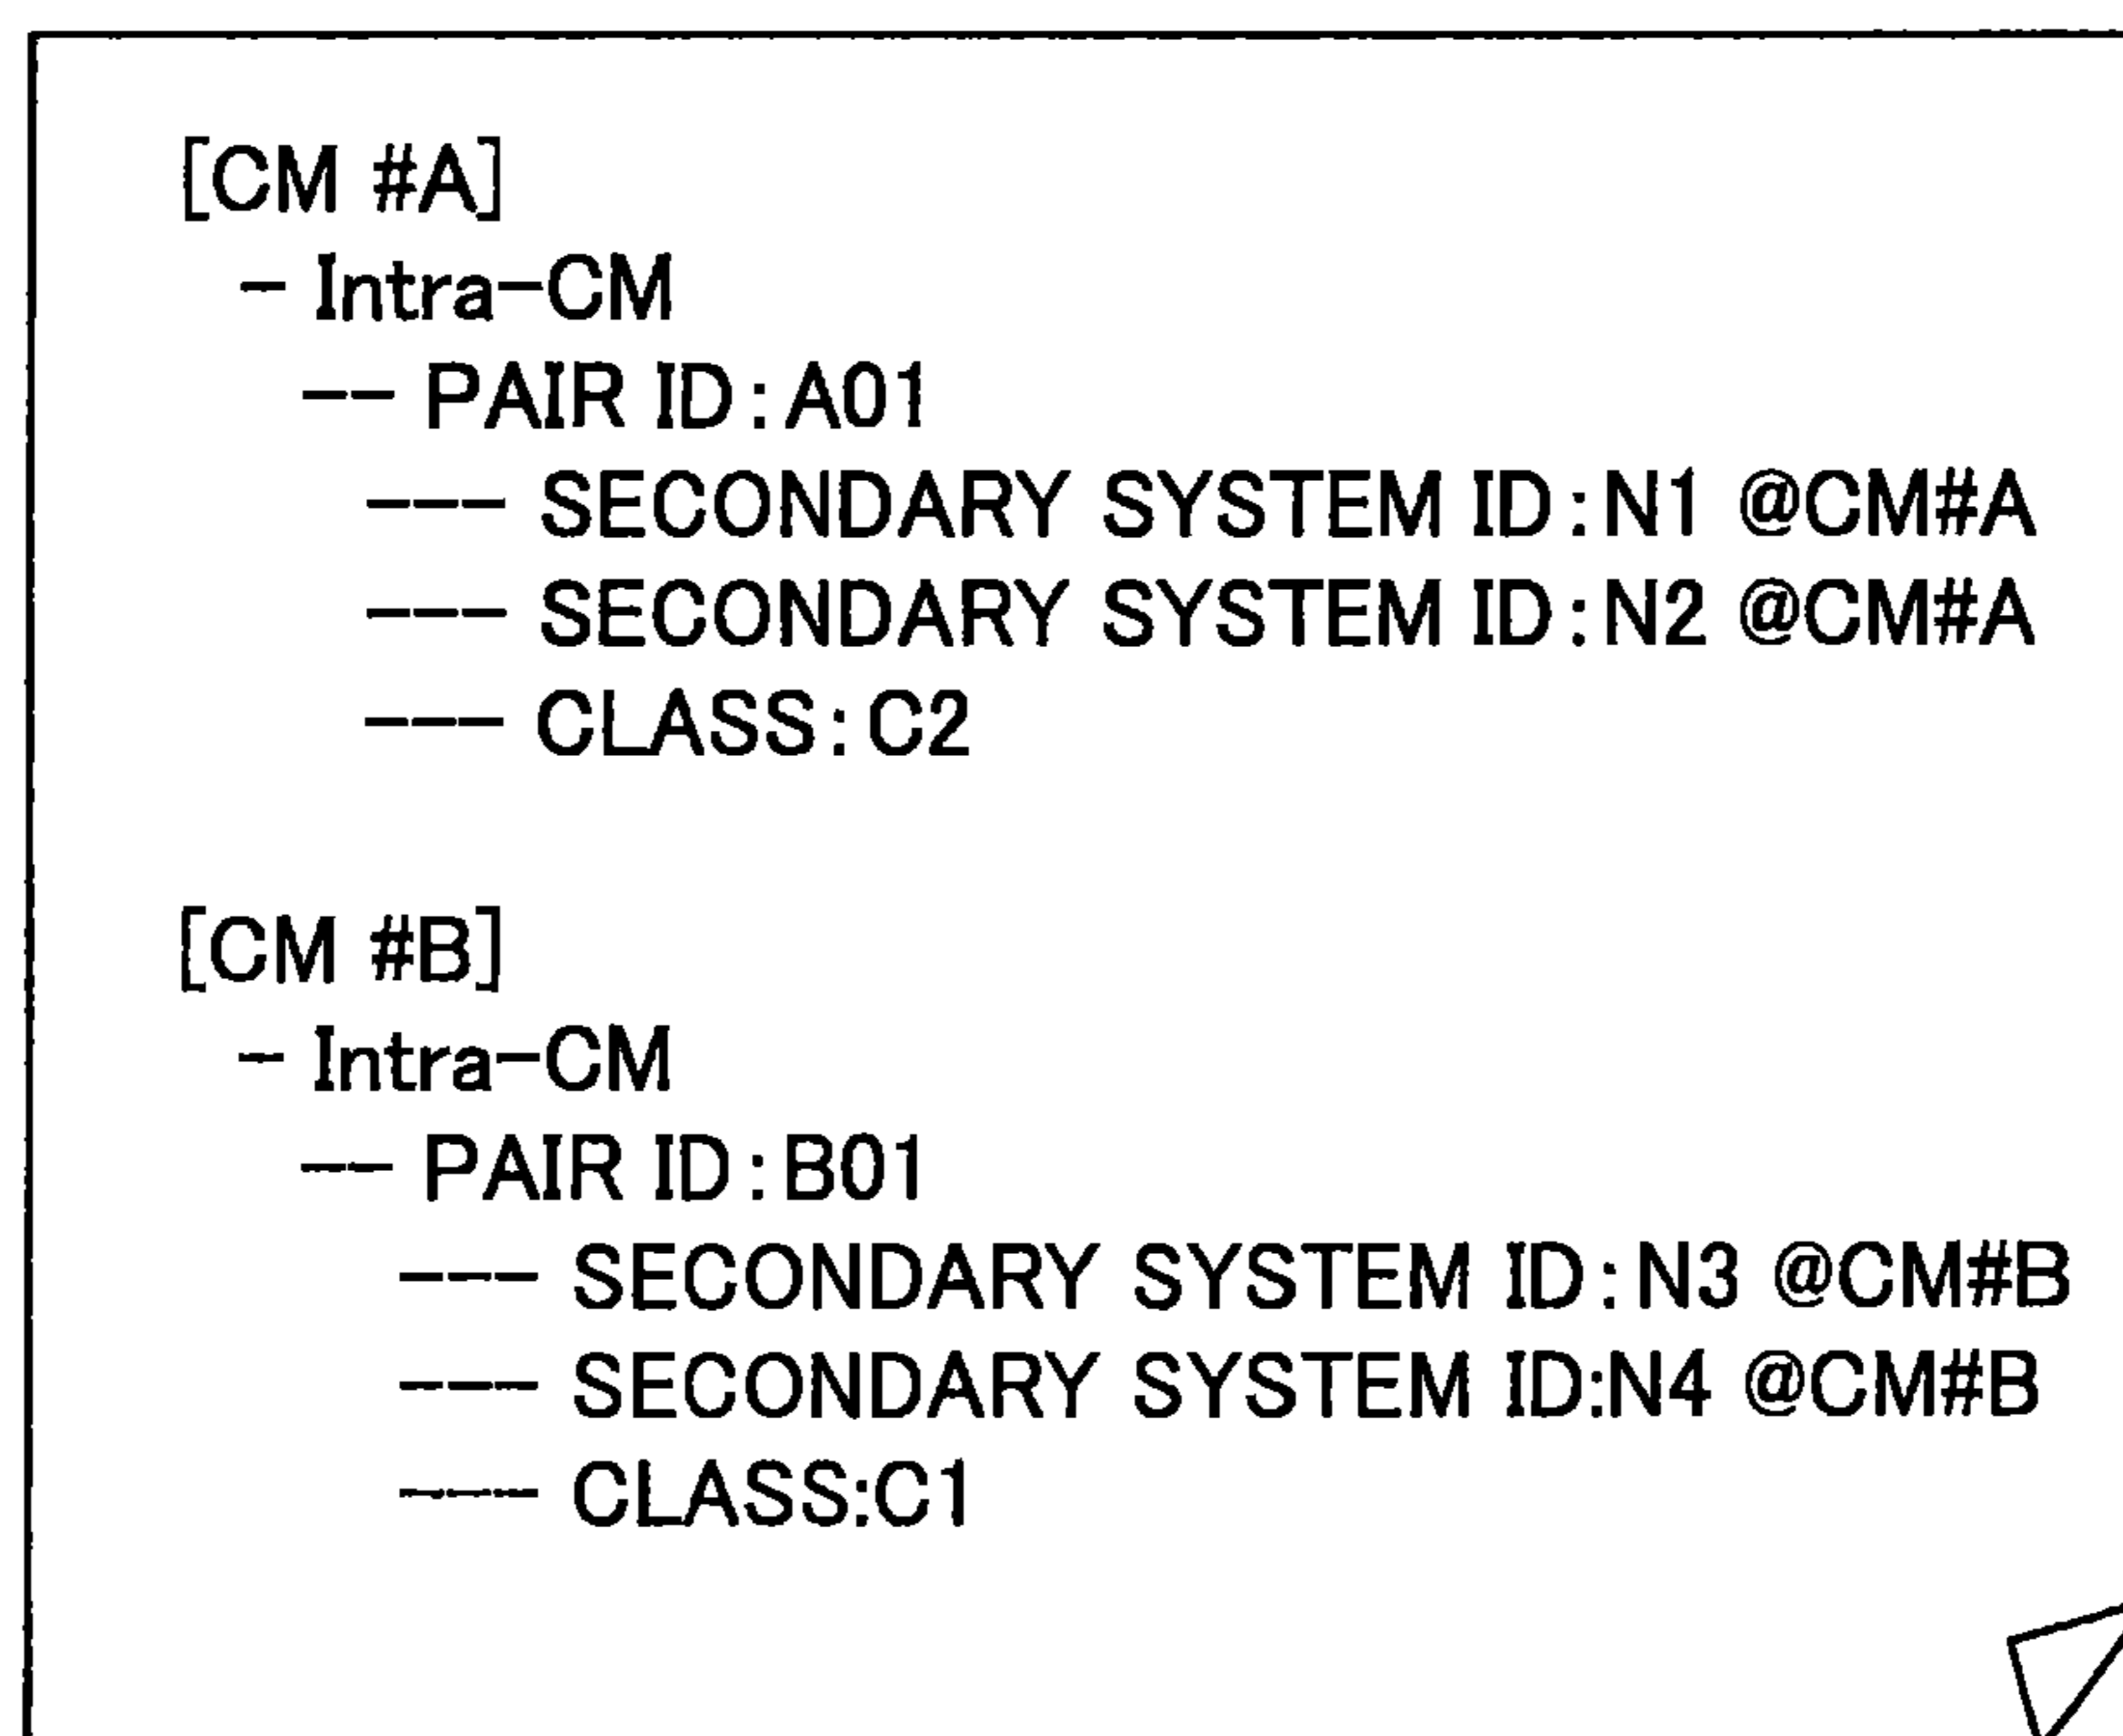 [CM #A]
- Intra-CM
-- PAIR ID:A01
--- SECONDARY SYSTEM ID:N1 @CM#A
--- SECONDARY SYSTEM ID:N2 @CM#A
--- CLASS:C2
[CM #B]
- Intra-CM
-- PAIR ID:B01
--- SECONDARY SYSTEM ID:N3 @CM#B
--- SECONDARY SYSTEM ID:N4 @CM#B
--- CLASS:C1